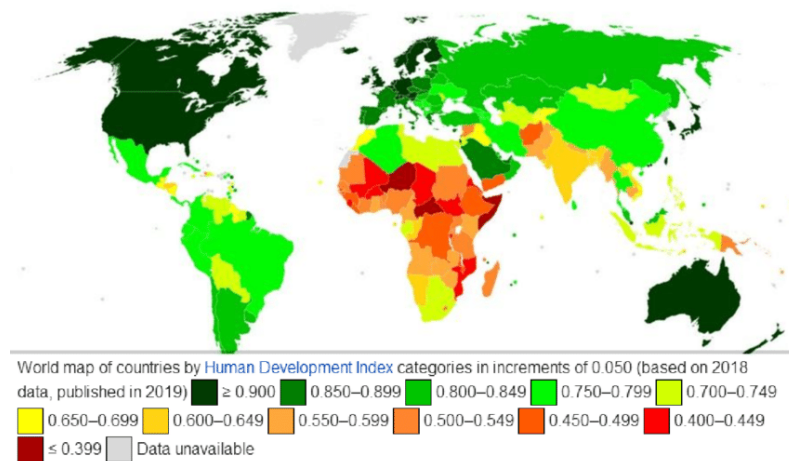 World map of countries by Human Development Index categories in increments of 0.050 (based on 2018
data, published in 2019) ≥ 0.900 0.850–0.899 0.800–0.849 0.750–0.799 0.700–0.749
0.650–0.699 0.600–0.649 0.550–0.599 0.500–0.549 0.450–0.499 0.400–0.449
≤ 0.399 Data unavailable